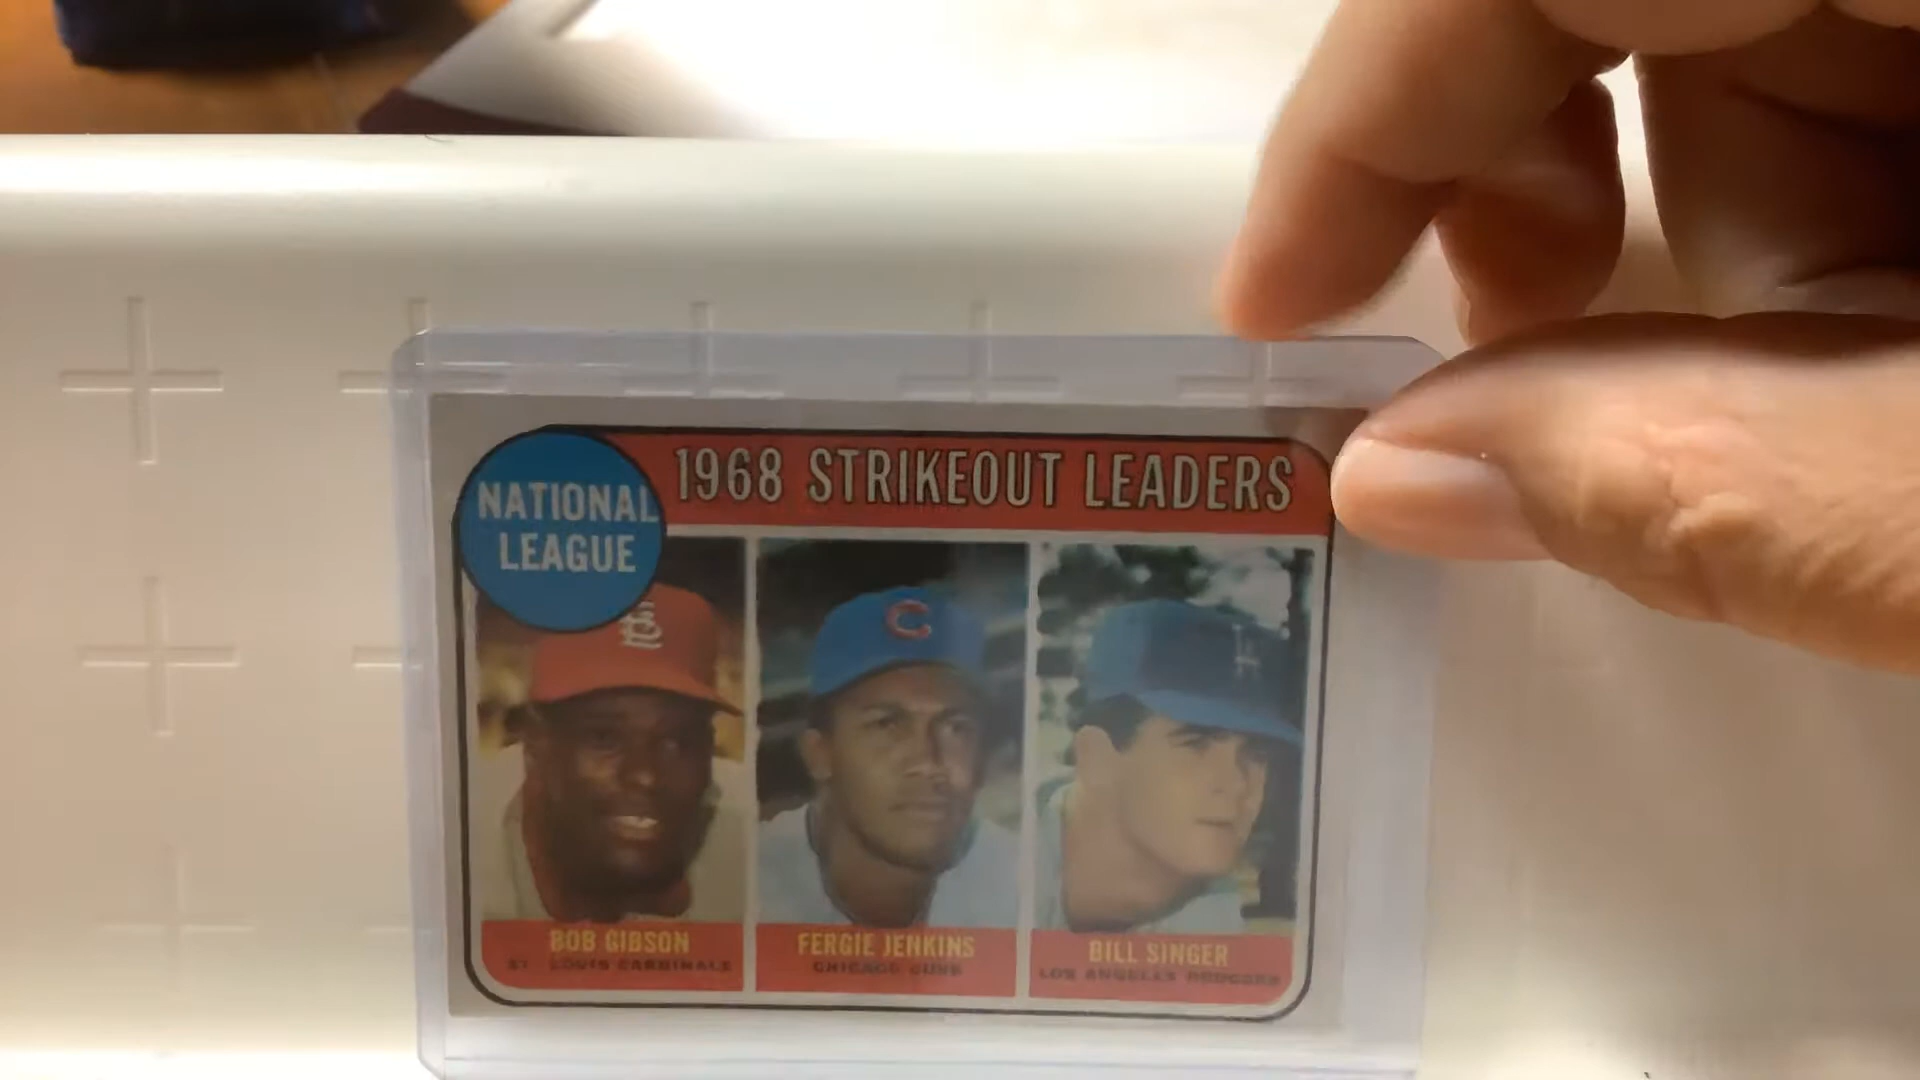 NATIONAL
LEAGUE
1968 STRIKEOUT LEADERS
C
LA
BOB GIBSON
ST. LOUIS CARDINALS
FERGIE JENKINS
CHICAGO CUBS
BILL SINGER
LOS ANGELES DODGERS